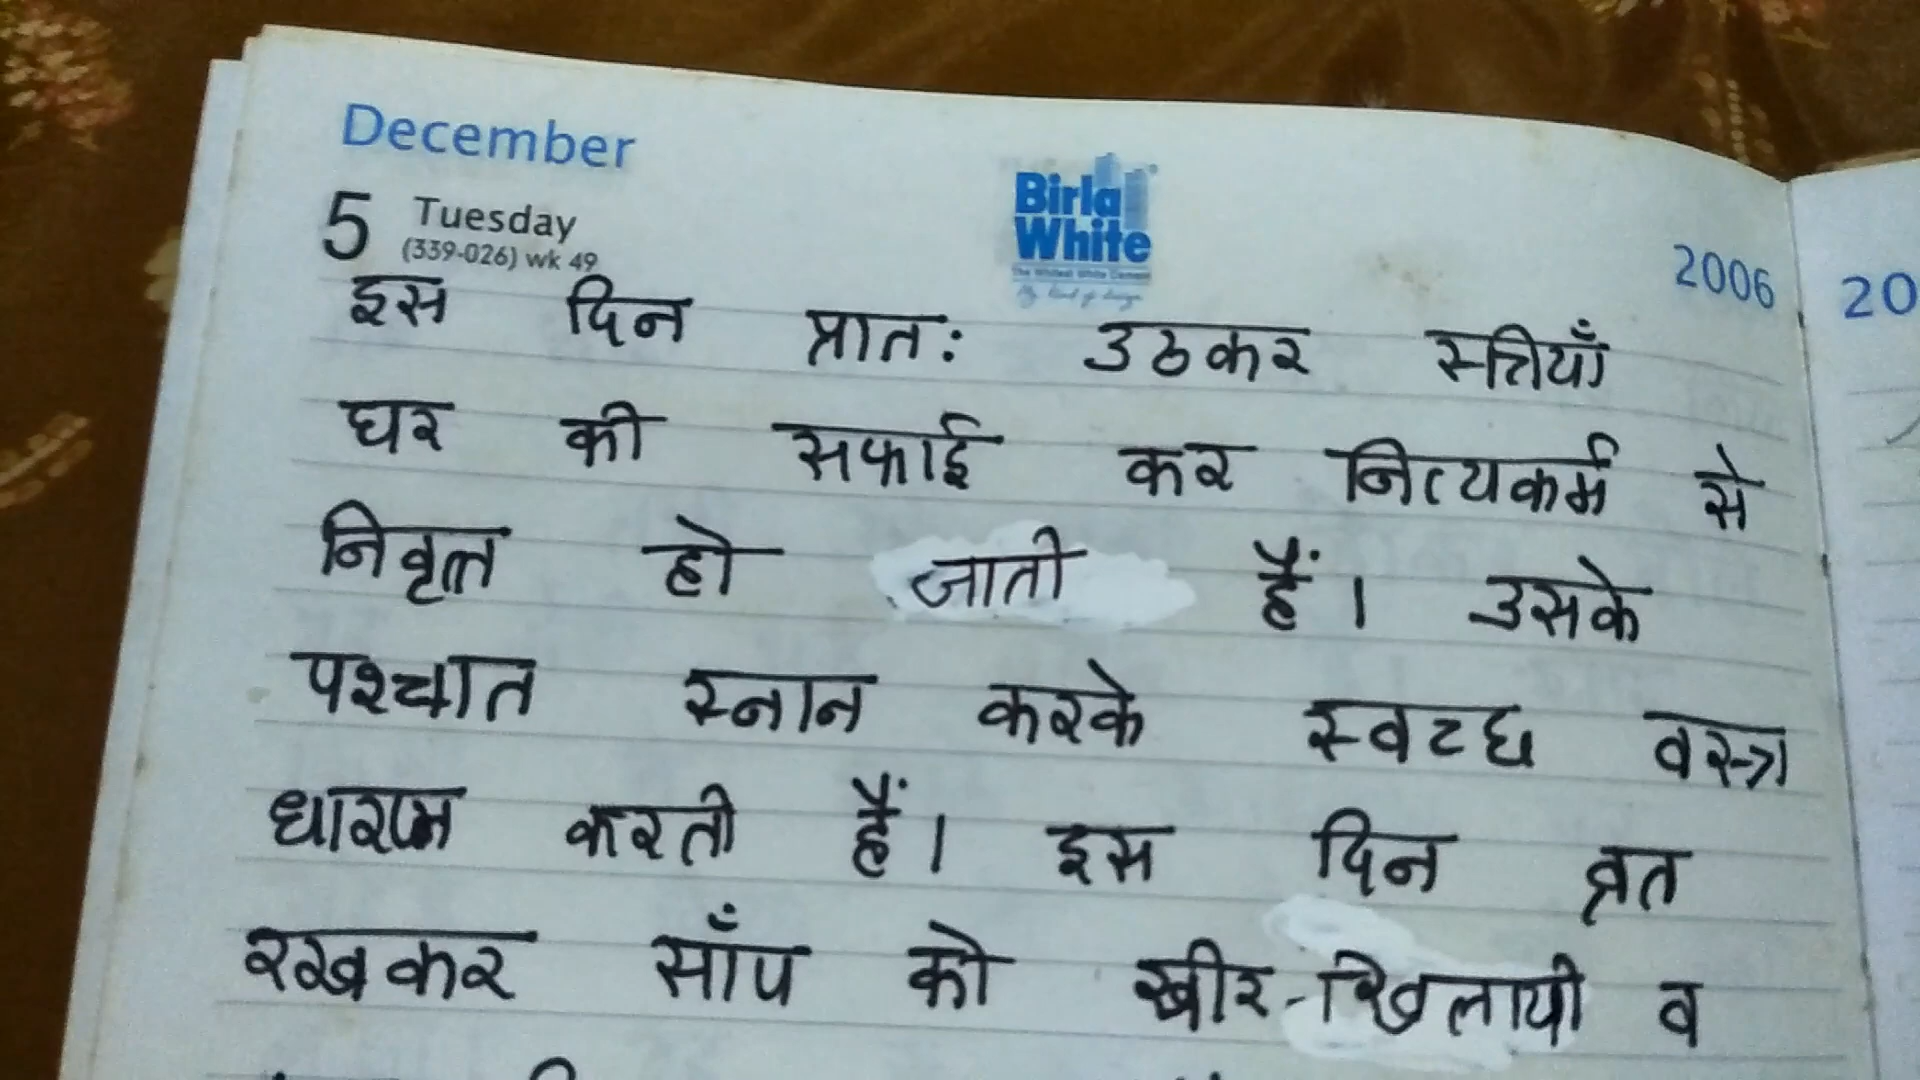 December
5 Tuesday
(339-026) wk 49
Birla
White
2006
20
इस दिन प्रातः उठकर स्त्रियाँ
घर की सफाई कर नित्यकर्म से
निवृत्त हो जाती हैं। उसके
पश्चात स्नान करके स्वच्छ वस्त्र
धारण करती हैं। इस दिन व्रत
रखकर साँप को खीर-खिलायी व